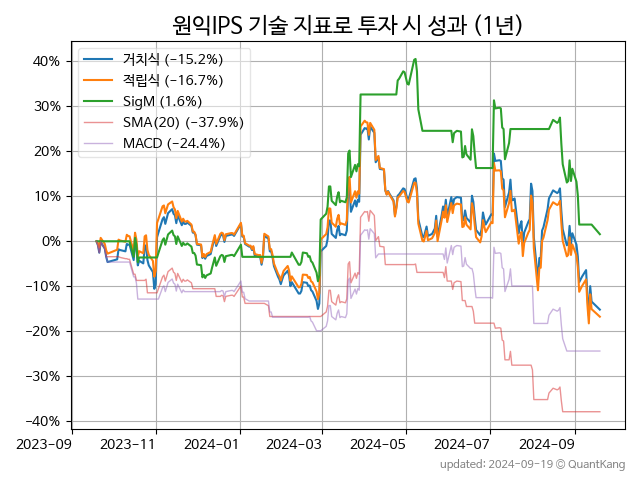 원익IPS 기술 지표로 투자 시 성과 (1년)
거치식 (−15.2%)
적립식 (−16.7%)
SigM (1.6%)
SMA(20) (−37.9%)
MACD (−24.4%)
40%
30%
20%
10%
0%
−10%
−20%
−30%
−40%
2023-09 2023-11 2024-01 2024-03 2024-05 2024-07 2024-09
updated: 2024-09-19 @ QuantKang